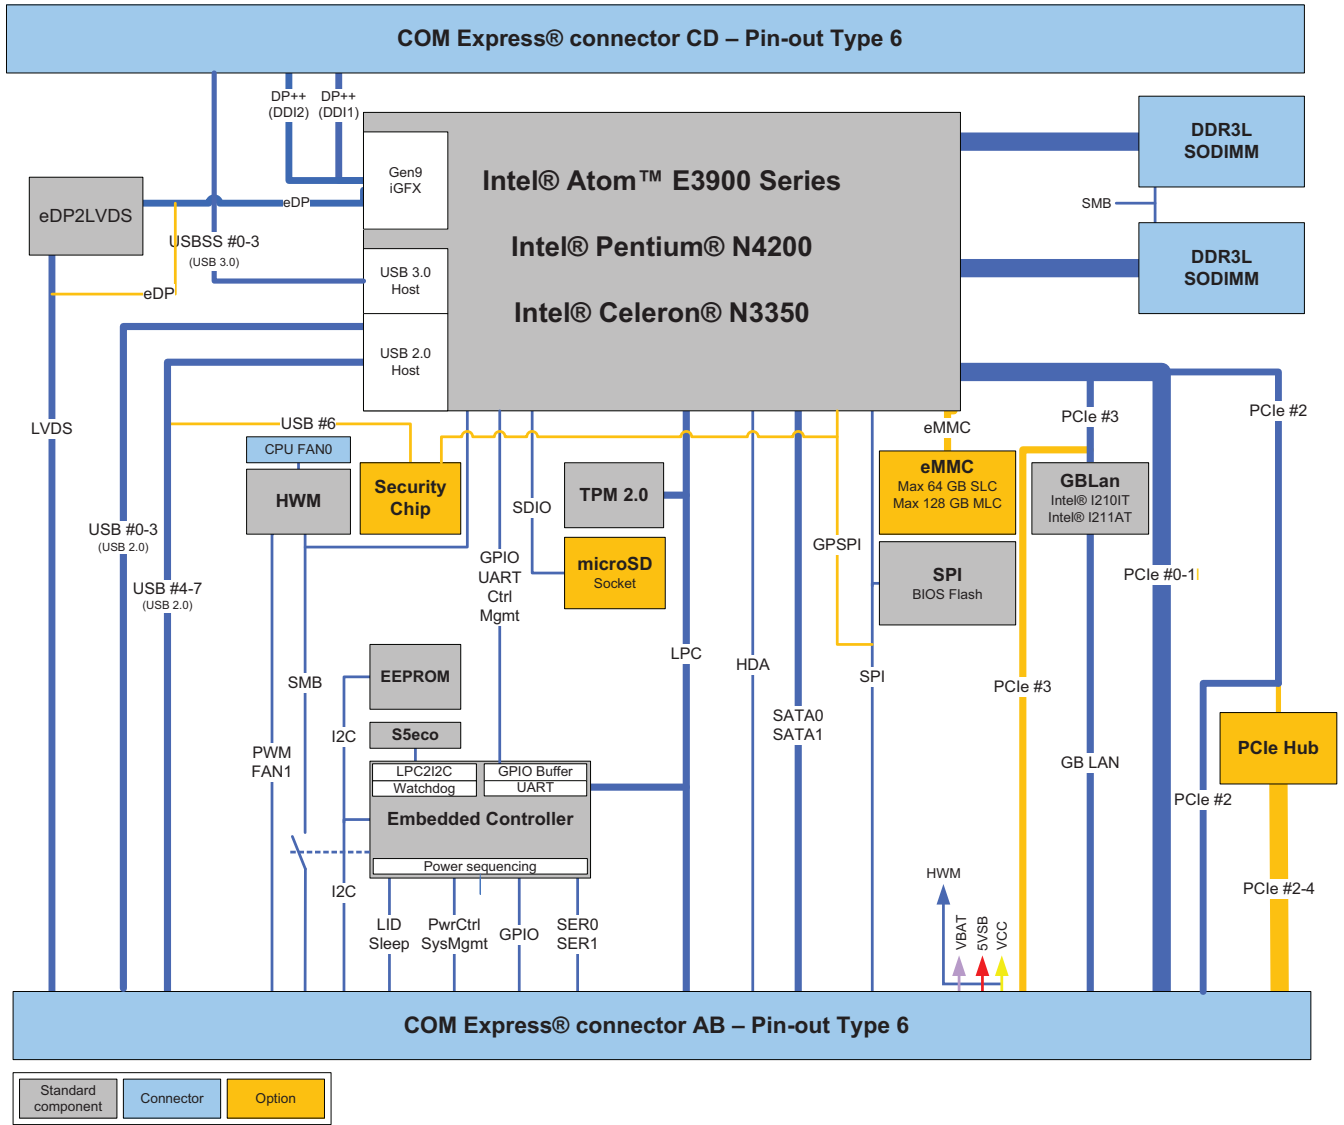 COM Express® connector CD – Pin-out Type 6
DP++
(DDI2)
DP++
(DDI1)
Gen9
iGFX
Intel® Atom™ E3900 Series
Intel® Pentium® N4200
Intel® Celeron® N3350
DDR3L
SODIMM
SMB
DDR3L
SODIMM
eDP2LVDS
eDP
USBSS #0-3
(USB 3.0)
eDP
USB 3.0
Host
USB 2.0
Host
LVDS
USB #6
CPU FAN0
HWM
Security
Chip
SDIO
TPM 2.0
microSD
Socket
GPSPI
eMMC
eMMC
Max 64 GB SLC
Max 128 GB MLC
SPI
BIOS Flash
PCIe #3
GBLan
Intel® I210IT
Intel® I211AT
PCIe #2
USB #0-3
(USB 2.0)
USB #4-7
(USB 2.0)
GPIO
UART
Ctrl
Mgmt
PCIe #0-1
EEPROM
SMB
LPC
HDA
SPI
PCIe #3
S5eco
I2C
SATA0
SATA1
PWM
FAN1
GB LAN
PCIe Hub
LPC2I2C
Watchdog
GPIO Buffer
UART
Embedded Controller
Power sequencing
PCIe #2
I2C
LID
Sleep
PwrCtrl
SysMgmt
GPIO
SER0
SER1
HWM
VBAT
5VSB
VCC
PCIe #2-4
COM Express® connector AB – Pin-out Type 6
Standard
component
Connector
Option